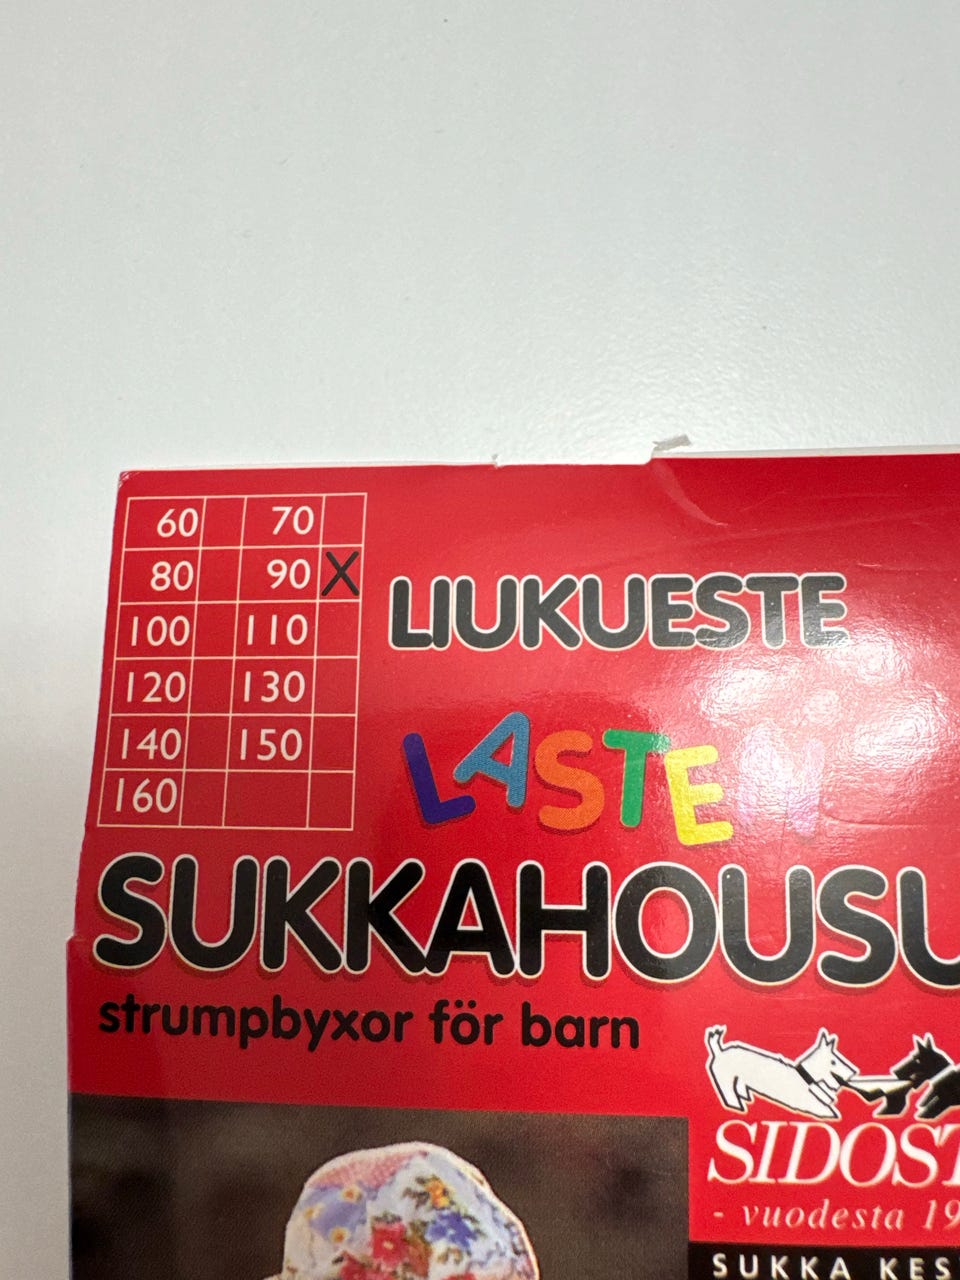 60 70
80 90 X
100 110
120 130
140 150
160
LIUKUESTE
LASTEN
SUKKAHOUSU
strumpbyxor för barn
SIDOST
- vuodesta 19
SUKKA KES